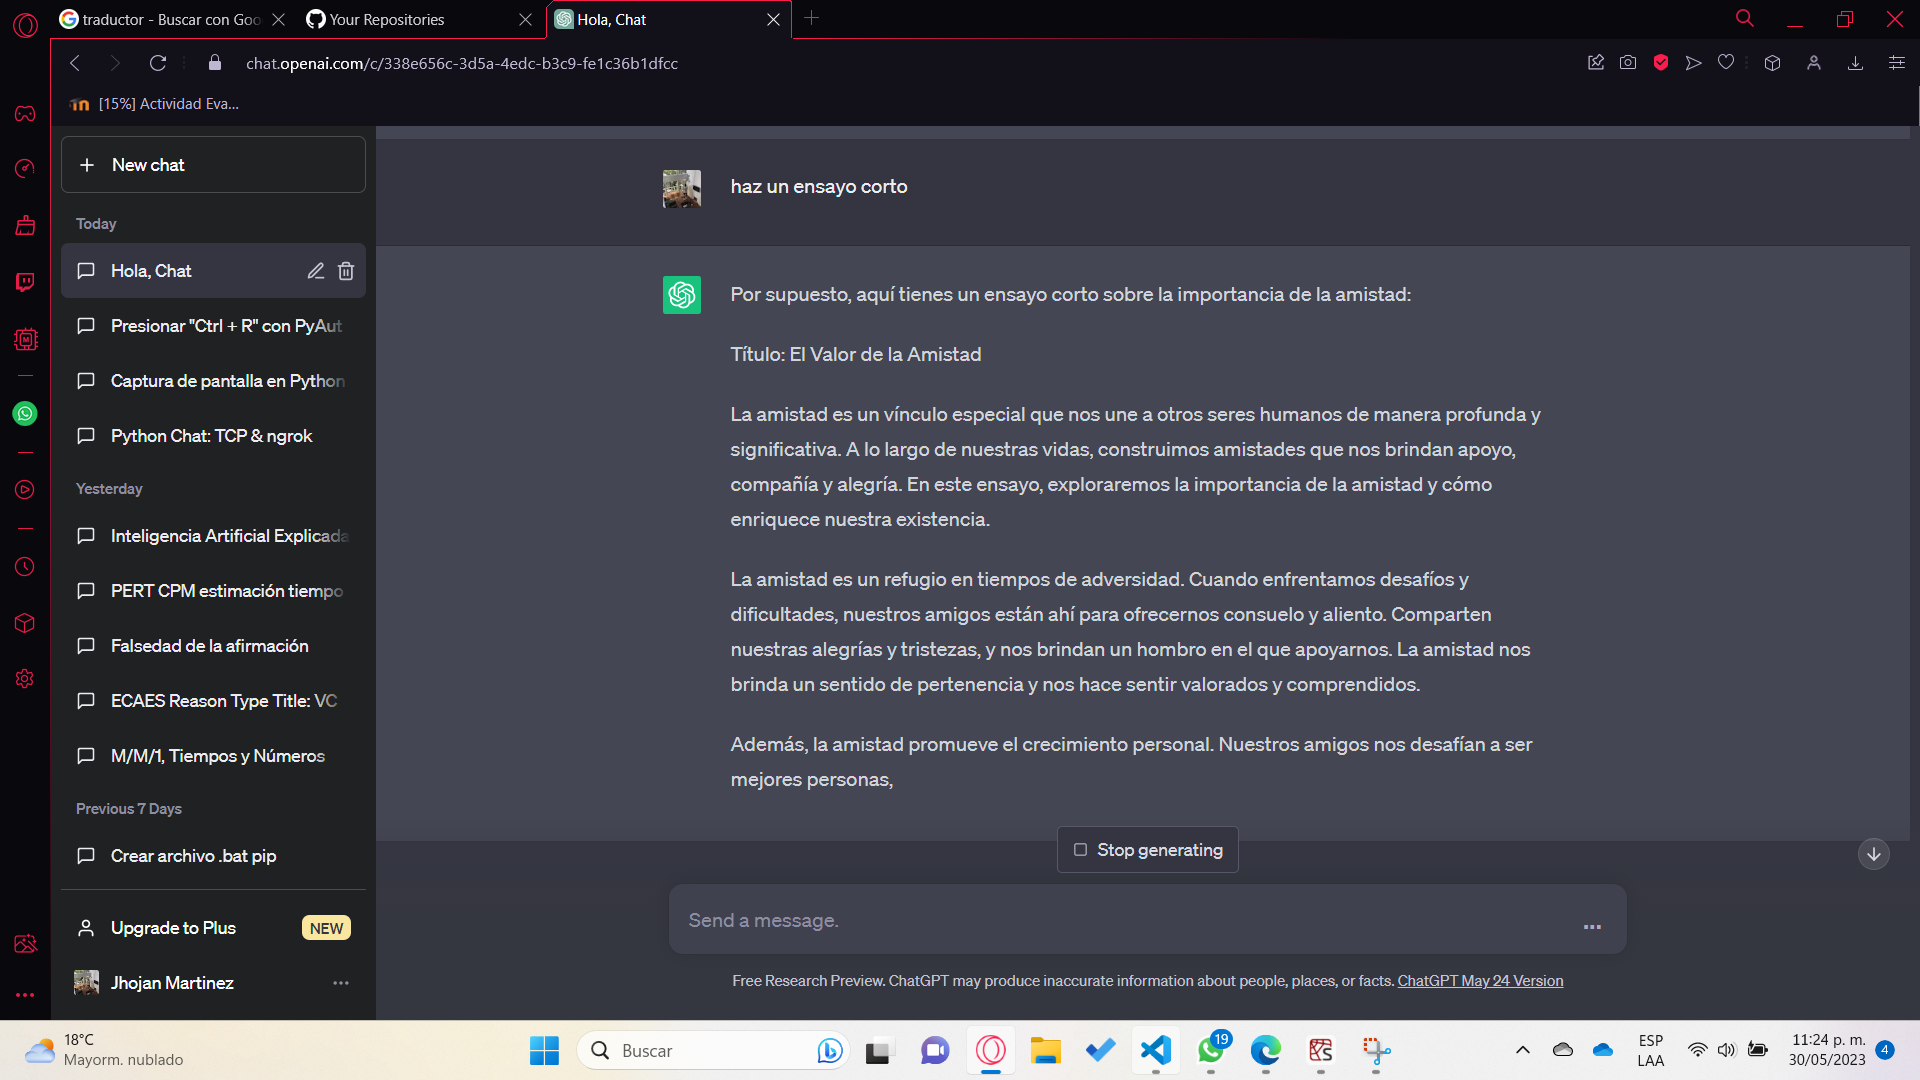 traductor - Buscar con Goo
Your Repositories
Hola, Chat
chat.openai.com/c/338e656c-3d5a-4edc-b3c9-fe1c36b1dfcc
[15%] Actividad Eva...
New chat
Today
Hola, Chat
Presionar "Ctrl + R" con PyAut
Captura de pantalla en Python
Python Chat: TCP & ngrok
Yesterday
Inteligencia Artificial Explicada
PERT CPM estimación tiempo
Falsedad de la afirmación
ECAES Reason Type Title: VC
M/M/1, Tiempos y Números
Previous 7 Days
Crear archivo .bat pip
Upgrade to Plus
NEW
Jhojan Martinez
haz un ensayo corto
Por supuesto, aquí tienes un ensayo corto sobre la importancia de la amistad:
Título: El Valor de la Amistad
La amistad es un vínculo especial que nos une a otros seres humanos de manera profunda y
significativa. A lo largo de nuestras vidas, construimos amistades que nos brindan apoyo,
compañía y alegría. En este ensayo, exploraremos la importancia de la amistad y cómo
enriquece nuestra existencia.
La amistad es un refugio en tiempos de adversidad. Cuando enfrentamos desafíos y
dificultades, nuestros amigos están ahí para ofrecernos consuelo y aliento. Comparten
nuestras alegrías y tristezas, y nos brindan un hombro en el que apoyarnos. La amistad nos
brinda un sentido de pertenencia y nos hace sentir valorados y comprendidos.
Además, la amistad promueve el crecimiento personal. Nuestros amigos nos desafían a ser
mejores personas,
Stop generating
Send a message.
Free Research Preview. ChatGPT may produce inaccurate information about people, places, or facts. ChatGPT May 24 Version
18°C
Mayorm. nublado
Buscar
19
ESP
LAA
11:24 p. m.
30/05/2023
4